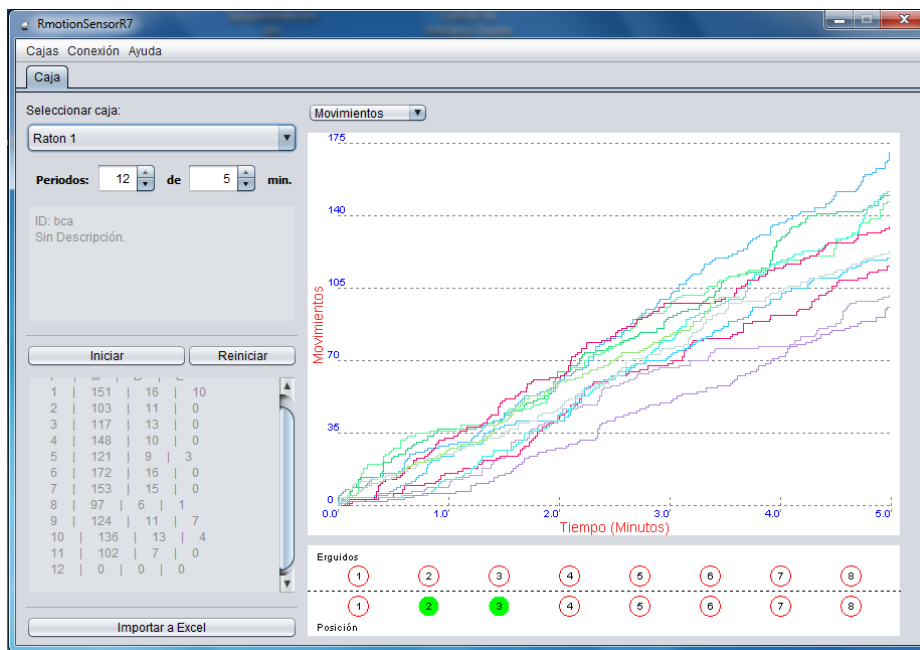 RmotionSensorR7
Cajas Conexión Ayuda
Caja
Seleccionar caja:
Raton 1
Periodos: 12 de 5 min.
ID: bca
Sin Descripción.
Iniciar Reiniciar
1 | 151 | 16 | 10
2 | 103 | 11 | 0
3 | 117 | 13 | 0
4 | 148 | 10 | 0
5 | 121 | 9 | 3
6 | 172 | 16 | 0
7 | 153 | 15 | 0
8 | 97 | 6 | 1
9 | 124 | 11 | 7
10 | 136 | 13 | 4
11 | 102 | 7 | 0
12 | 0 | 0 | 0
Importar a Excel
Movimientos
175
140
105
70
35
0
Movimientos
0.0' 1.0' 2.0' 3.0' 4.0' 5.0'
Tiempo (Minutos)
Erguidos
1 2 3 4 5 6 7 8
1 2 3 4 5 6 7 8
Posición